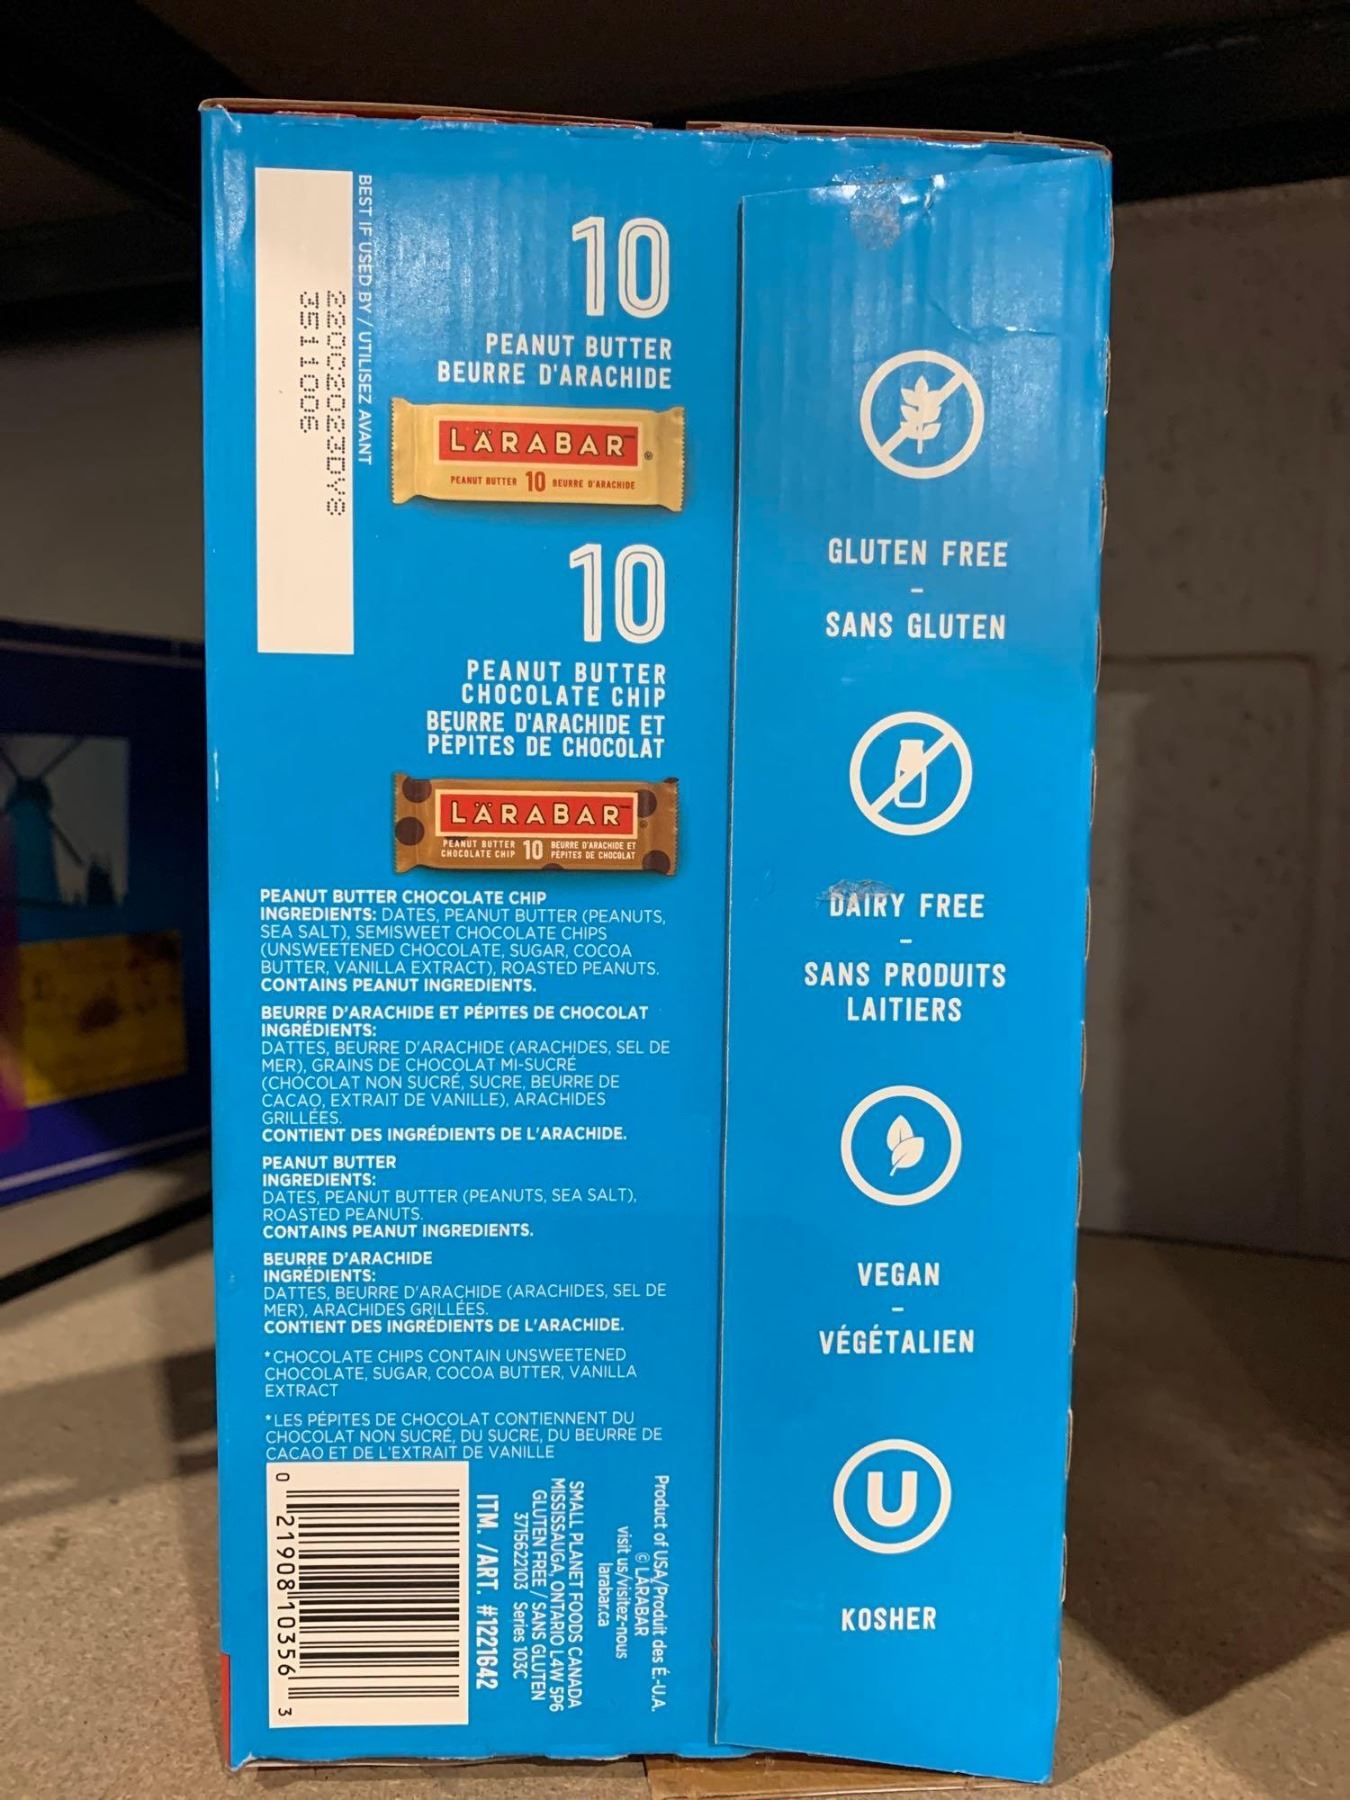 BEST IF USED BY / UTILISEZ AVANT
3511006
10
PEANUT BUTTER
BEURRE D'ARACHIDE
LÄRABAR
PEANUT BUTTER 10 BEURRE D'ARACHIDE
10
PEANUT BUTTER
CHOCOLATE CHIP
BEURRE D'ARACHIDE ET
PÉPITES DE CHOCOLAT
LÄRABAR
PEANUT BUTTER
CHOCOLATE CHIP
10
BEURRE D'ARACHIDE ET
PÉPITES DE CHOCOLAT
PEANUT BUTTER CHOCOLATE CHIP
INGREDIENTS: DATES, PEANUT BUTTER (PEANUTS,
SEA SALT), SEMISWEET CHOCOLATE CHIPS
(UNSWEETENED CHOCOLATE, SUGAR, COCOA
BUTTER, VANILLA EXTRACT), ROASTED PEANUTS.
CONTAINS PEANUT INGREDIENTS.
BEURRE D'ARACHIDE ET PÉPITES DE CHOCOLAT
INGRÉDIENTS:
DATTES, BEURRE D'ARACHIDE (ARACHIDES, SEL DE
MER), GRAINS DE CHOCOLAT MI-SUCRÉ
(CHOCOLAT NON SUCRÉ, SUCRE, BEURRE DE
CACAO, EXTRAIT DE VANILLE), ARACHIDES
GRILLÉES.
CONTIENT DES INGRÉDIENTS DE L'ARACHIDE.
PEANUT BUTTER
INGREDIENTS:
DATES, PEANUT BUTTER (PEANUTS, SEA SALT),
ROASTED PEANUTS.
CONTAINS PEANUT INGREDIENTS.
BEURRE D'ARACHIDE
INGRÉDIENTS:
DATTES, BEURRE D'ARACHIDE (ARACHIDES, SEL DE
MER), ARACHIDES GRILLÉES.
CONTIENT DES INGRÉDIENTS DE L'ARACHIDE.
*CHOCOLATE CHIPS CONTAIN UNSWEETENED
CHOCOLATE, SUGAR, COCOA BUTTER, VANILLA
EXTRACT
*LES PÉPITES DE CHOCOLAT CONTIENNENT DU
CHOCOLAT NON SUCRÉ, DU SUCRE, DU BEURRE DE
CACAO ET DE L'EXTRAIT DE VANILLE
Product of USA/Produit des É.-U.A.
© LÄRABAR
visit us/visitez-nous
larabar.ca
SMALL PLANET FOODS CANADA
MISSISSAUGA, ONTARIO L4W 5P6
GLUTEN FREE / SANS GLUTEN
3715622103 Series 103C
ITM. /ART. #1221642
0 21908 10356 3
GLUTEN FREE
-
SANS GLUTEN
DAIRY FREE
-
SANS PRODUITS
LAITIERS
VEGAN
-
VÉGÉTALIEN
U
KOSHER